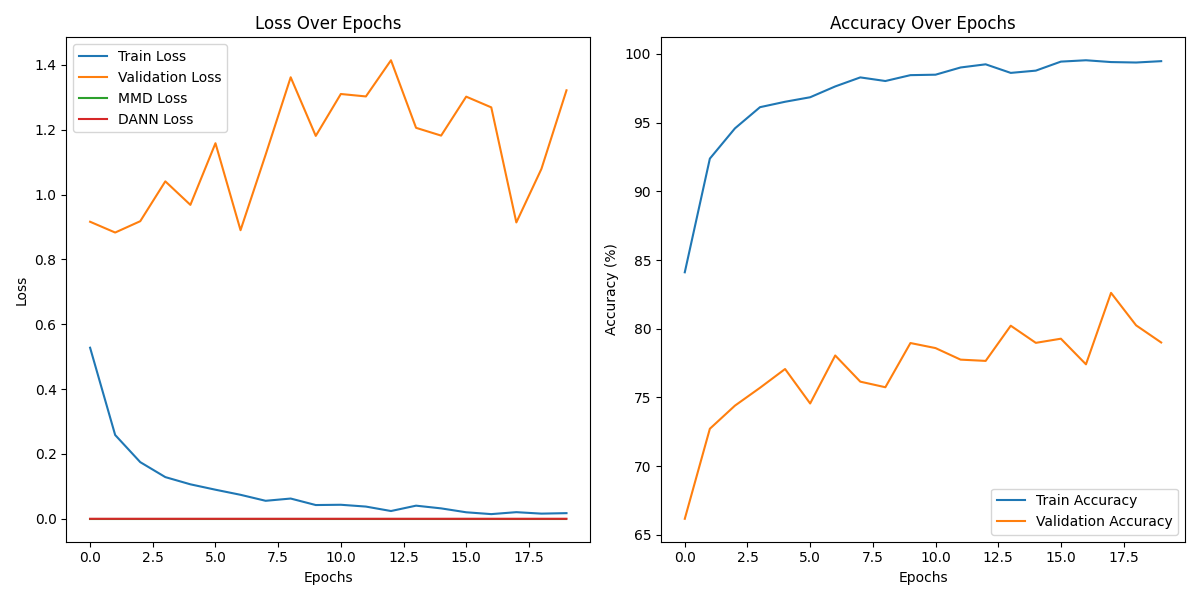 Loss Over Epochs
Train Loss
Validation Loss
MMD Loss
DANN Loss
1.4
1.2
1.0
0.8
0.6
0.4
0.2
0.0
Loss
0.0 2.5 5.0 7.5 10.0 12.5 15.0 17.5
Epochs
Accuracy Over Epochs
100
95
90
85
80
75
70
65
Accuracy (%)
Train Accuracy
Validation Accuracy
0.0 2.5 5.0 7.5 10.0 12.5 15.0 17.5
Epochs